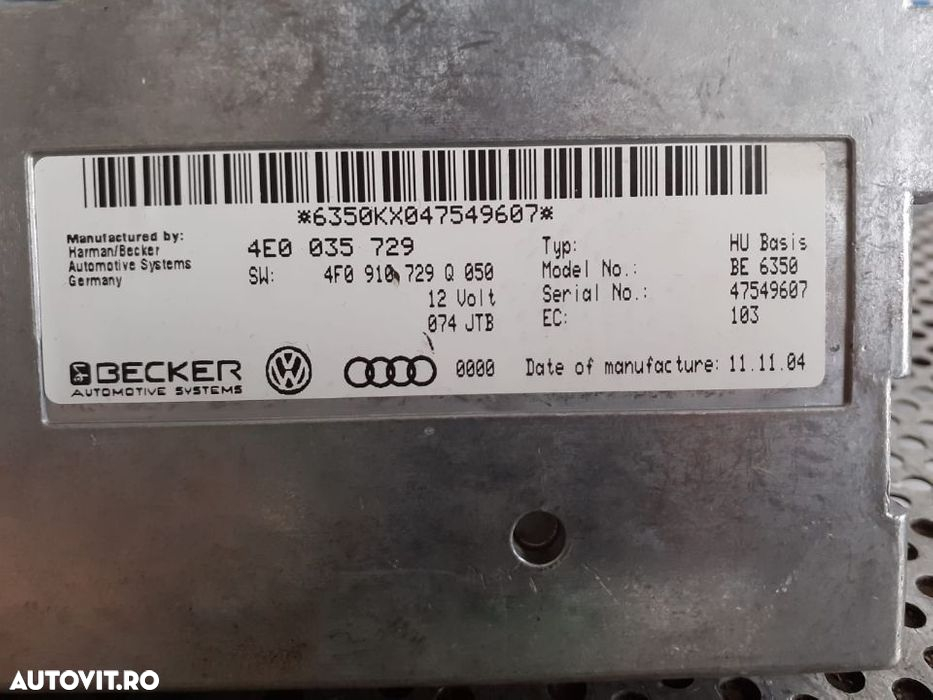 *6350KX047549607*
Manufactured by:
Harman/Becker
Automotive Systems
Germany
4E0 035 729
SW: 4F0 910 729 Q 050
12 Volt
074 JTB
Typ: HU Basis
Model No.: BE 6350
Serial No.: 47549607
EC: 103
BECKER
AUTOMOTIVE SYSTEMS
0000 Date of manufacture: 11.11.04
AUTOVIT.RO